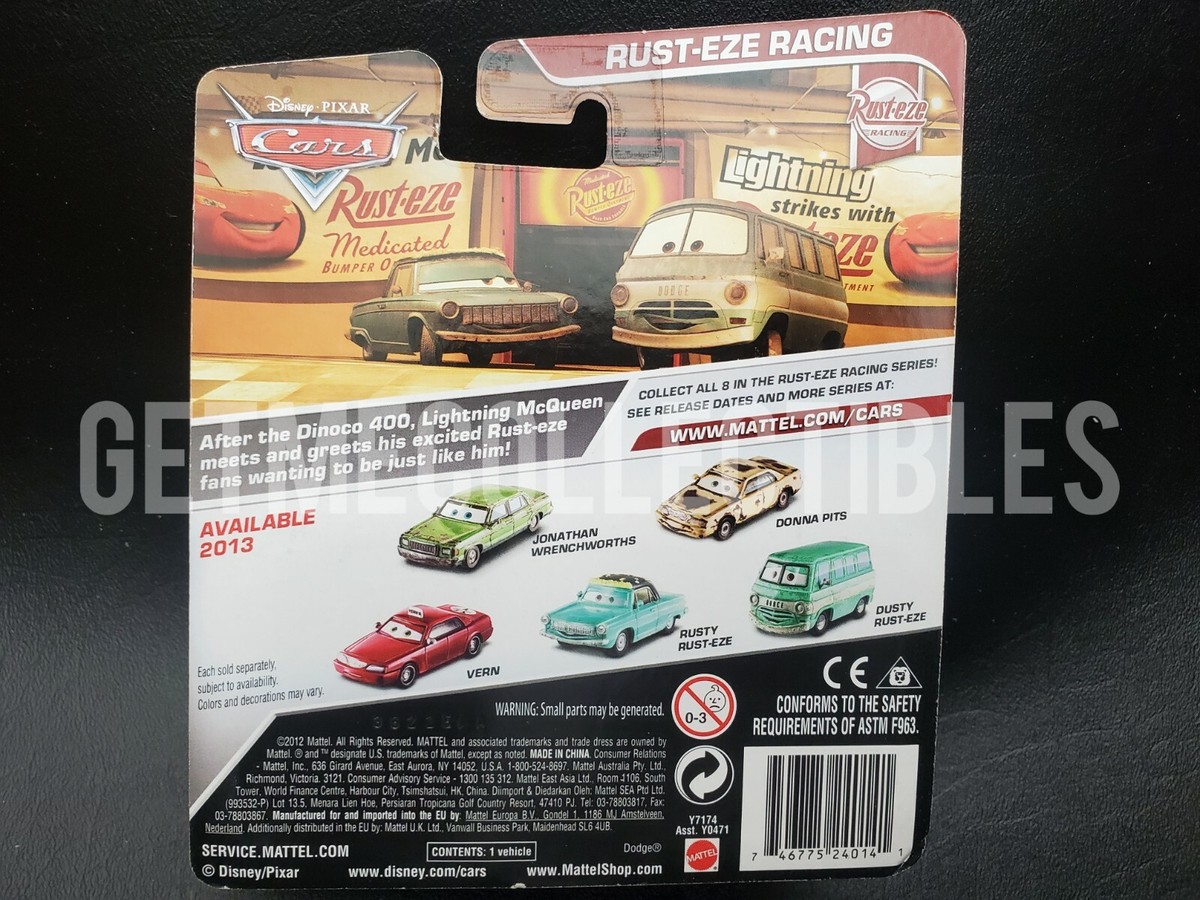 RUST-EZE RACING
Disney · PIXAR
Cars
Rust-eze
RACING
Rust-eze
Medicated
BUMPER O
Medicated
Rust-eze
Lightning
strikes with
eze
TMENT
DODGE
After the Dinoco 400, Lightning McQueen
meets and greets his excited Rust-eze
fans wanting to be just like him!
COLLECT ALL 8 IN THE RUST-EZE RACING SERIES!
SEE RELEASE DATES AND MORE SERIES AT:
WWW.MATTEL.COM/CARS
GETMECOLLECTIBLES
AVAILABLE
2013
JONATHAN
WRENCHWORTHS
DONNA PITS
VERN
RUSTY
RUST-EZE
DUSTY
RUST-EZE
Each sold separately,
subject to availability.
Colors and decorations may vary.
WARNING: Small parts may be generated.
0-3
CE
CONFORMS TO THE SAFETY
REQUIREMENTS OF ASTM F963.
©2012 Mattel. All Rights Reserved. MATTEL and associated trademarks and trade dress are owned by
Mattel. ® and ™ designate U.S. trademarks of Mattel, except as noted. MADE IN CHINA. Consumer Relations
- Mattel, Inc., 636 Girard Avenue, East Aurora, NY 14052, U.S.A. 1-800-524-8697. Mattel Australia Pty. Ltd.,
Richmond, Victoria. 3121. Consumer Advisory Service - 1300 135 312. Mattel East Asia Ltd., Room 1106, South
Tower, World Finance Centre, Harbour City, Tsimshatsui, HK, China. Diimport & Diedarkan Oleh: Mattel SEA Ptd Ltd.
(993532-P) Lot 13.5, Menara Lien Hoe, Persiaran Tropicana Golf Country Resort, 47410 PJ. Tel: 03-78803817, Fax:
03-78803867. Manufactured for and imported into the EU by: Mattel Europa B.V., Gondel 1, 1186 MJ Amstelveen,
Nederland. Additionally distributed in the EU by: Mattel U.K. Ltd., Vanwall Business Park, Maidenhead SL6 4UB.
SERVICE.MATTEL.COM
CONTENTS: 1 vehicle
Dodge®
© Disney/Pixar
www.disney.com/cars
www.MattelShop.com
Y7174
Asst. Y0471
MATTEL
7 46775 24014 1